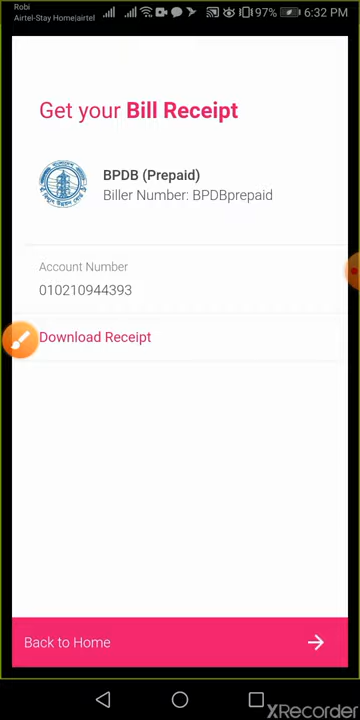 Robi
Airtel-Stay Home|airtel
97%
6:32 PM
Get your Bill Receipt
BPDB (Prepaid)
Biller Number: BPDBprepaid
Account Number
010210944393
Download Receipt
Back to Home
XRecorder